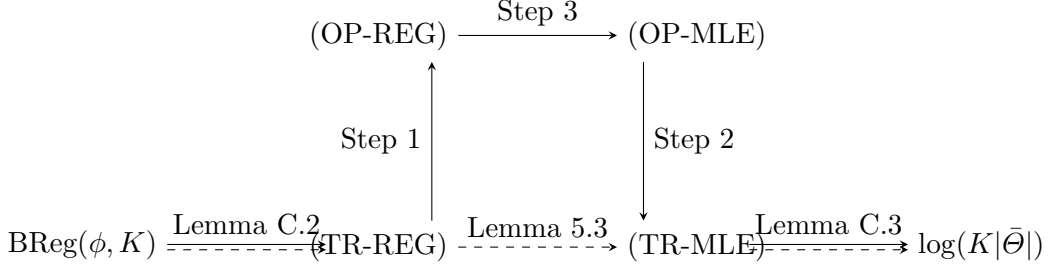 Step 3
(OP-REG) (OP-MLE)
Step 1 Step 2
Lemma C.2 Lemma 5.3 Lemma C.3
BReg(ϕ, K) (TR-REG) (TR-MLE) log(K|Θ̄|)